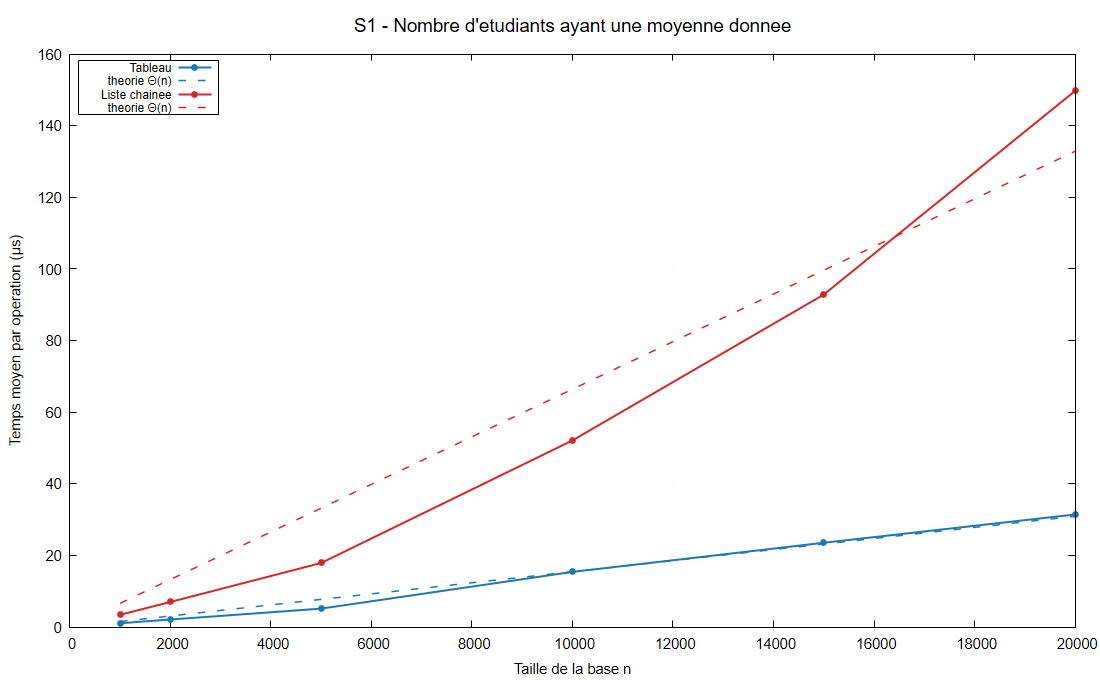 S1 - Nombre d'etudiants ayant une moyenne donnee
Tableau
theorie Θ(n)
Liste chainee
theorie Θ(n)
Temps moyen par operation (µs)
160
140
120
100
80
60
40
20
0
0 2000 4000 6000 8000 10000 12000 14000 16000 18000 20000
Taille de la base n